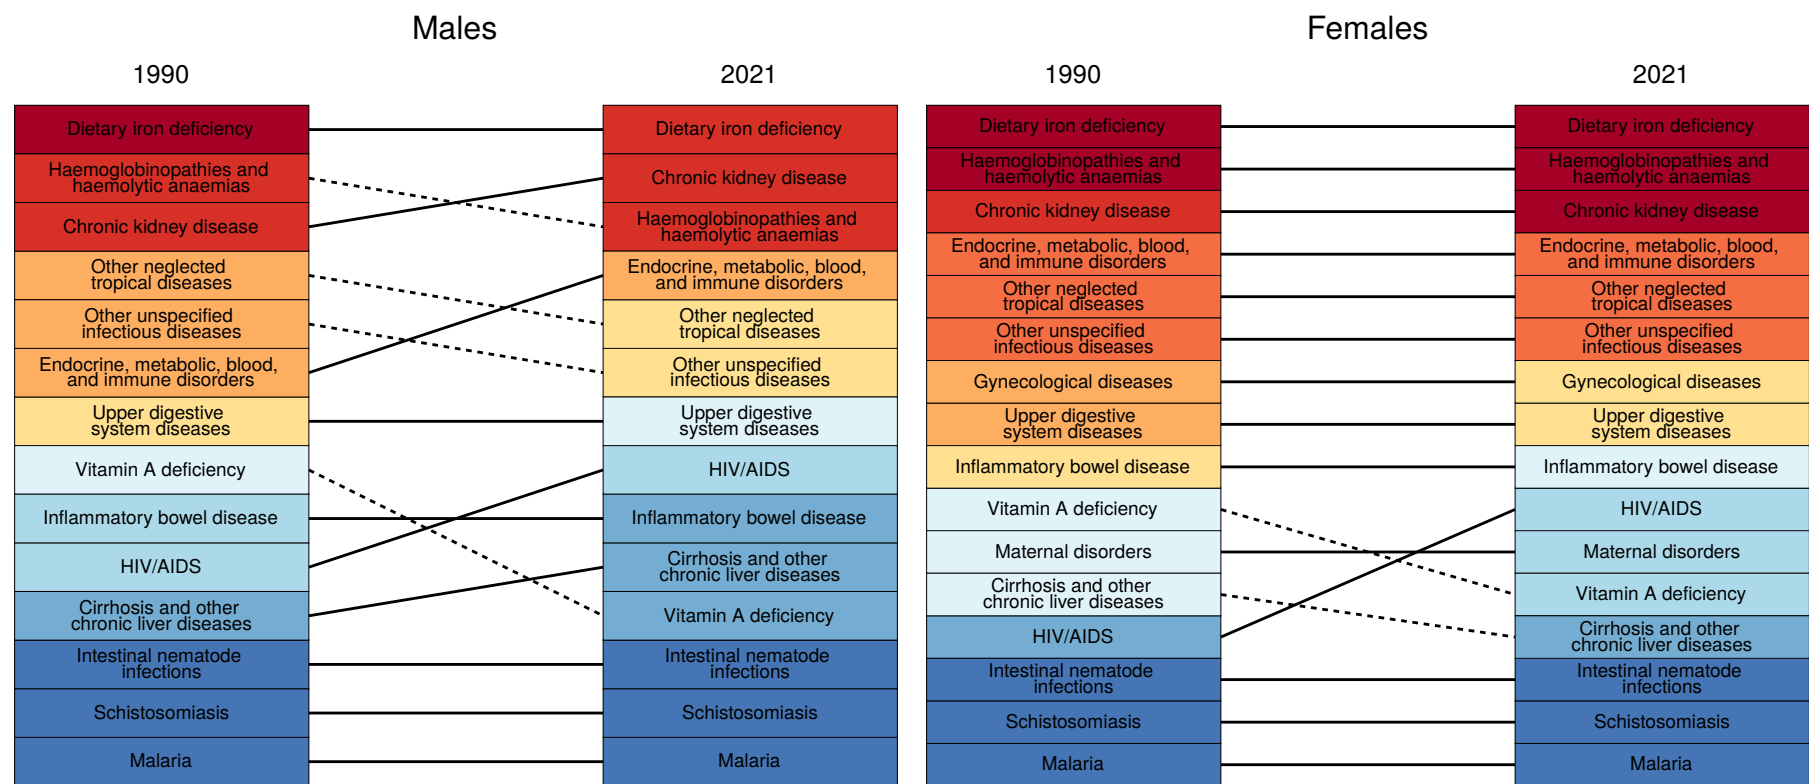 Males
1990
2021
Dietary iron deficiency
Haemoglobinopathies and
haemolytic anaemias
Chronic kidney disease
Other neglected
tropical diseases
Other unspecified
infectious diseases
Endocrine, metabolic, blood,
and immune disorders
Upper digestive
system diseases
Vitamin A deficiency
Inflammatory bowel disease
HIV/AIDS
Cirrhosis and other
chronic liver diseases
Intestinal nematode
infections
Schistosomiasis
Malaria
Dietary iron deficiency
Chronic kidney disease
Haemoglobinopathies and
haemolytic anaemias
Endocrine, metabolic, blood,
and immune disorders
Other neglected
tropical diseases
Other unspecified
infectious diseases
Upper digestive
system diseases
HIV/AIDS
Inflammatory bowel disease
Cirrhosis and other
chronic liver diseases
Vitamin A deficiency
Intestinal nematode
infections
Schistosomiasis
Malaria
Females
1990
2021
Dietary iron deficiency
Haemoglobinopathies and
haemolytic anaemias
Chronic kidney disease
Endocrine, metabolic, blood,
and immune disorders
Other neglected
tropical diseases
Other unspecified
infectious diseases
Gynecological diseases
Upper digestive
system diseases
Inflammatory bowel disease
Vitamin A deficiency
Maternal disorders
Cirrhosis and other
chronic liver diseases
HIV/AIDS
Intestinal nematode
infections
Schistosomiasis
Malaria
Dietary iron deficiency
Haemoglobinopathies and
haemolytic anaemias
Chronic kidney disease
Endocrine, metabolic, blood,
and immune disorders
Other neglected
tropical diseases
Other unspecified
infectious diseases
Gynecological diseases
Upper digestive
system diseases
Inflammatory bowel disease
HIV/AIDS
Maternal disorders
Vitamin A deficiency
Cirrhosis and other
chronic liver diseases
Intestinal nematode
infections
Schistosomiasis
Malaria